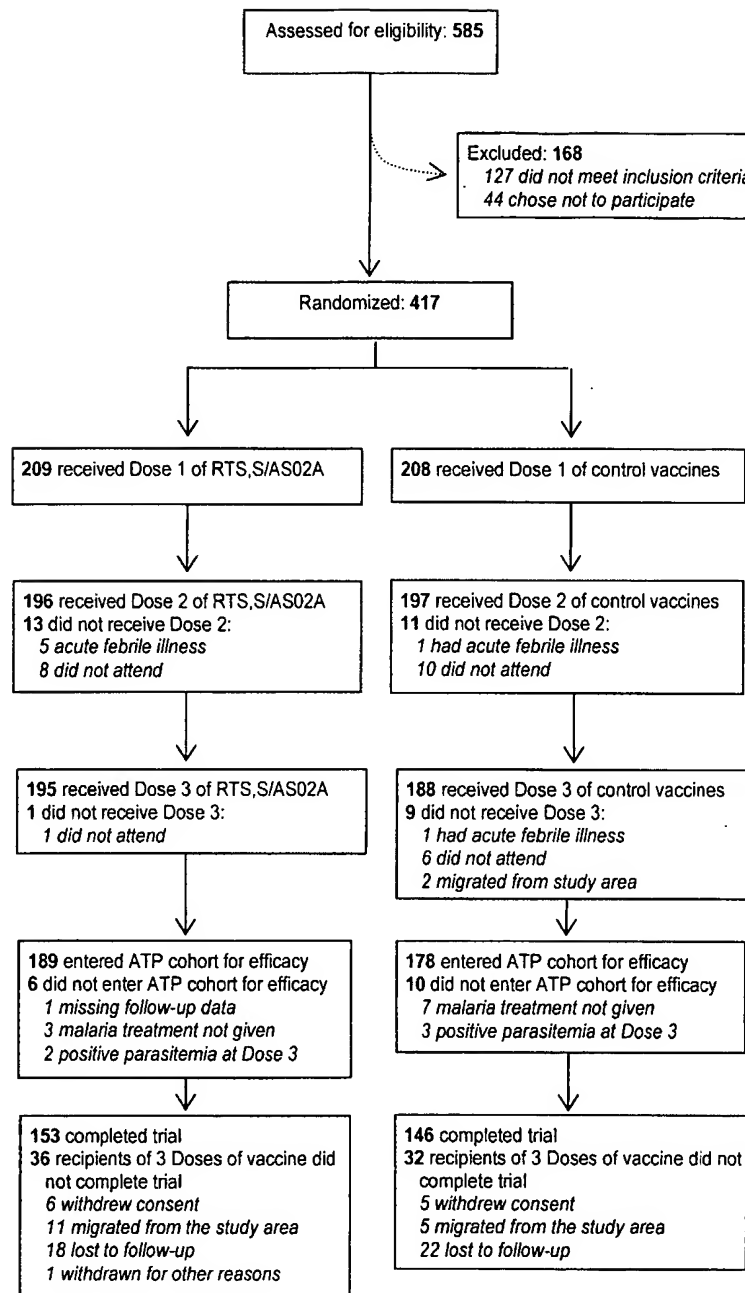 Assessed for eligibility: 585
Excluded: 168
127 did not meet inclusion criteria
44 chose not to participate
Randomized: 417
209 received Dose 1 of RTS,S/AS02A
208 received Dose 1 of control vaccines
196 received Dose 2 of RTS,S/AS02A
13 did not receive Dose 2:
5 acute febrile illness
8 did not attend
197 received Dose 2 of control vaccines
11 did not receive Dose 2:
1 had acute febrile illness
10 did not attend
195 received Dose 3 of RTS,S/AS02A
1 did not receive Dose 3:
1 did not attend
188 received Dose 3 of control vaccines
9 did not receive Dose 3:
1 had acute febrile illness
6 did not attend
2 migrated from study area
189 entered ATP cohort for efficacy
6 did not enter ATP cohort for efficacy
1 missing follow-up data
3 malaria treatment not given
2 positive parasitemia at Dose 3
178 entered ATP cohort for efficacy
10 did not enter ATP cohort for efficacy
7 malaria treatment not given
3 positive parasitemia at Dose 3
153 completed trial
36 recipients of 3 Doses of vaccine did
not complete trial
6 withdrew consent
11 migrated from the study area
18 lost to follow-up
1 withdrawn for other reasons
146 completed trial
32 recipients of 3 Doses of vaccine did not
complete trial
5 withdrew consent
5 migrated from the study area
22 lost to follow-up